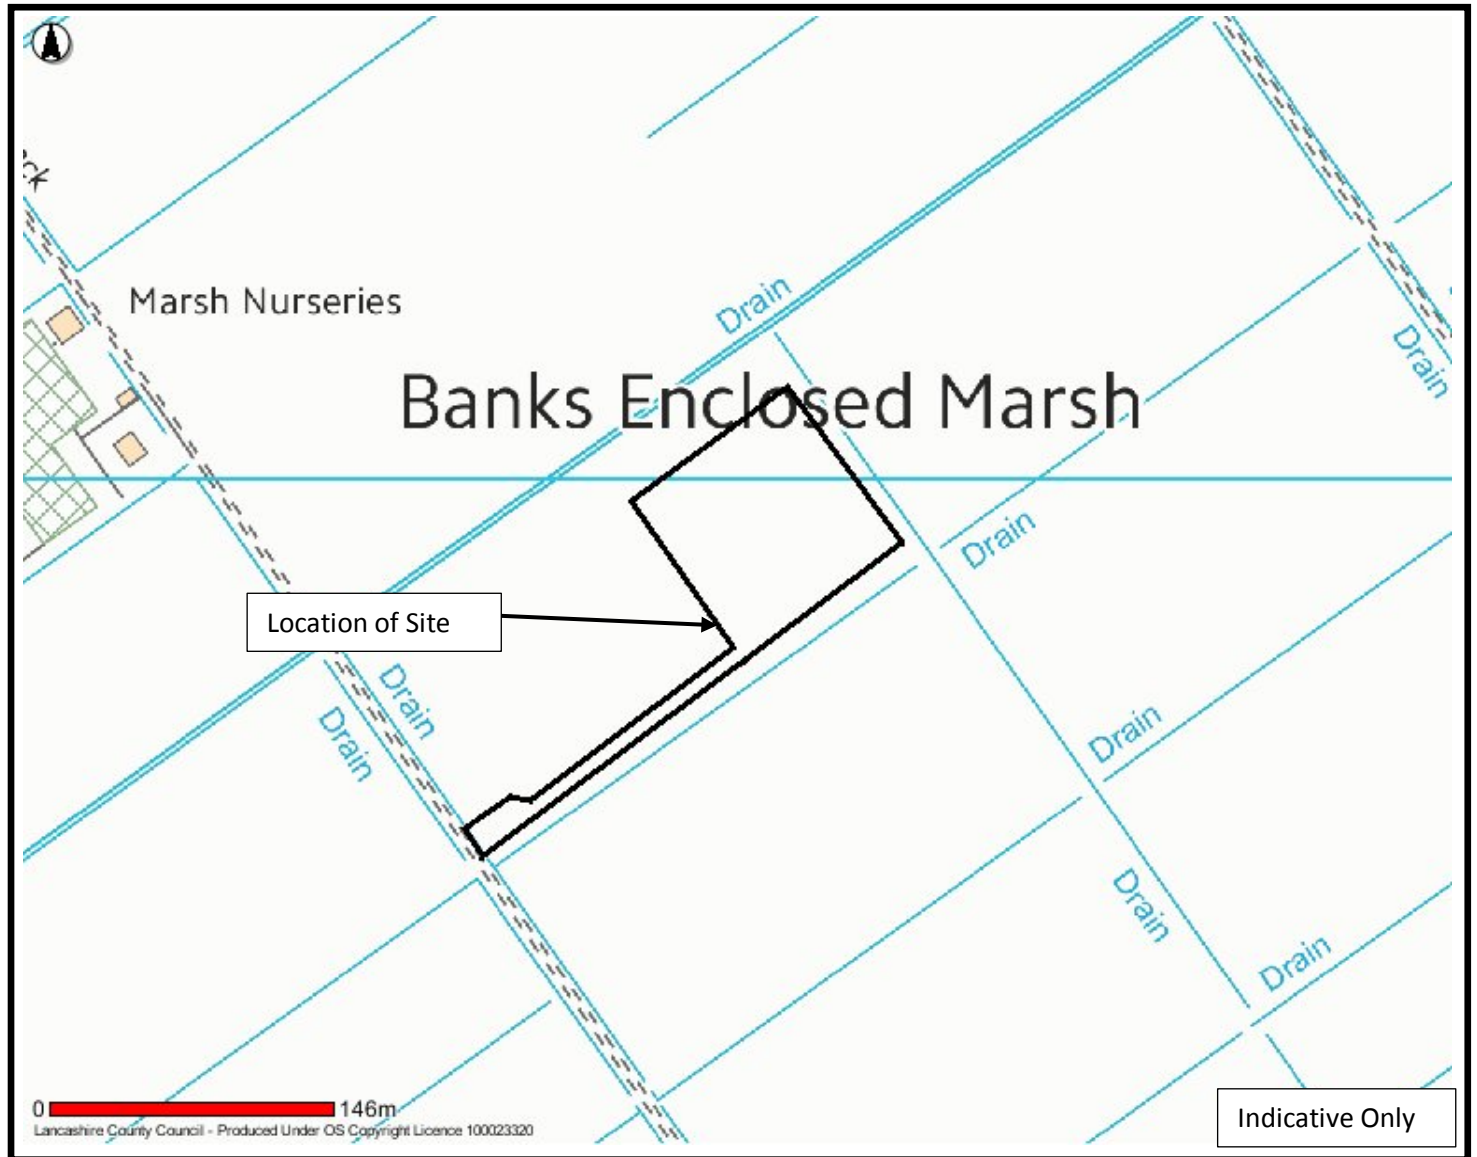 Marsh Nurseries
Drain
Banks Enclosed Marsh
Drain
Drain
Location of Site
Drain
Drain
Drain
Drain
Drain
0 146m
Lancashire County Council - Produced Under OS Copyright Licence 100023320
Indicative Only